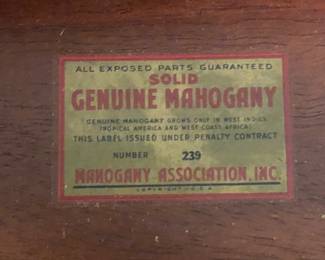 ALL EXPOSED PARTS GUARANTEED
SOLID
GENUINE MAHOGANY
(GENUINE MAHOGANY GROWS ONLY IN WEST INDIES
TROPICAL AMERICA AND WEST COAST AFRICA)
THIS LABEL ISSUED UNDER PENALTY CONTRACT
NUMBER 239
MAHOGANY ASSOCIATION, INC.
COPYRIGHT U.S.A.